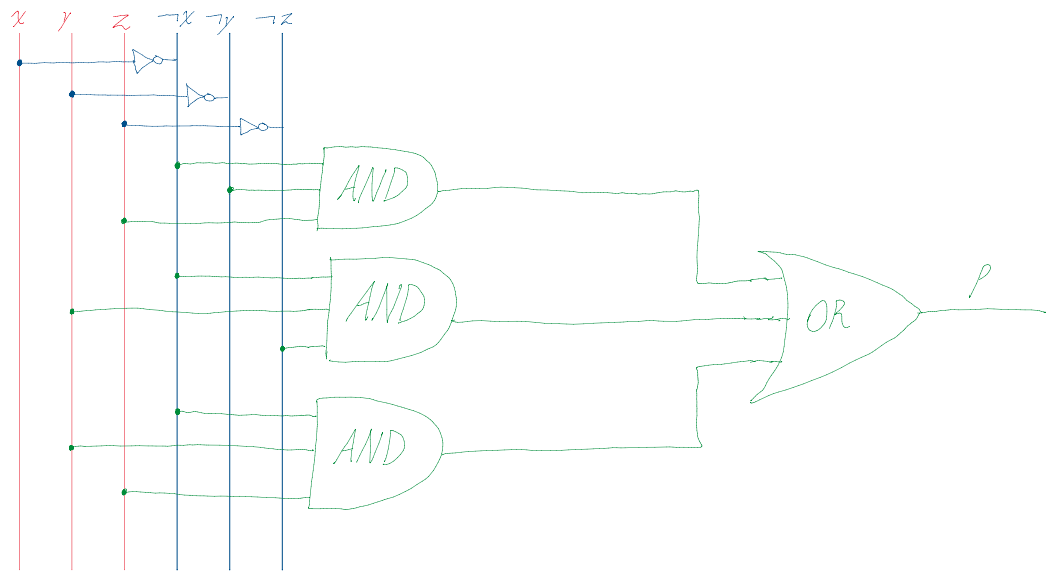 x y z ¬x ¬y ¬z
AND
AND
OR
P
AND